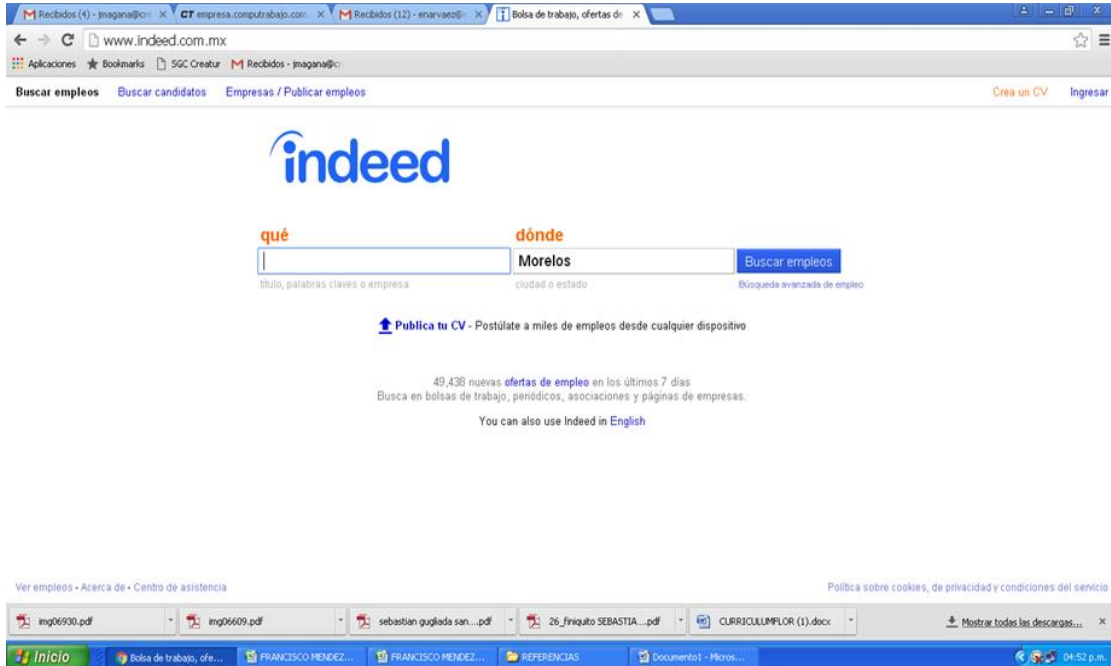 Recibidos (4) - jmagana@cre
CT empresa.computrabajo.com
Recibidos (12) - enarvaez@
Bolsa de trabajo, ofertas de
www.indeed.com.mx
Aplicaciones Bookmarks SGC Creatur Recibidos - jmagana@c
Buscar empleos Buscar candidatos Empresas / Publicar empleos Crea un CV Ingresar
indeed
qué dónde
Morelos Buscar empleos
título, palabras claves o empresa ciudad o estado Búsqueda avanzada de empleo
Publica tu CV - Postúlate a miles de empleos desde cualquier dispositivo
49,438 nuevas ofertas de empleo en los últimos 7 días
Busca en bolsas de trabajo, periódicos, asociaciones y páginas de empresas.
You can also use Indeed in English
Ver empleos - Acerca de - Centro de asistencia Política sobre cookies, de privacidad y condiciones del servicio
img06930.pdf img06609.pdf sebastian gugliada san....pdf 26_finiquito SEBASTIA....pdf CURRICULUMFLOR (1).docx Mostrar todas las descargas...
Inicio Bolsa de trabajo, ofe... FRANCISCO MENDEZ... FRANCISCO MENDEZ... REFERENCIAS Documento1 - Micros... 04:52 p.m.